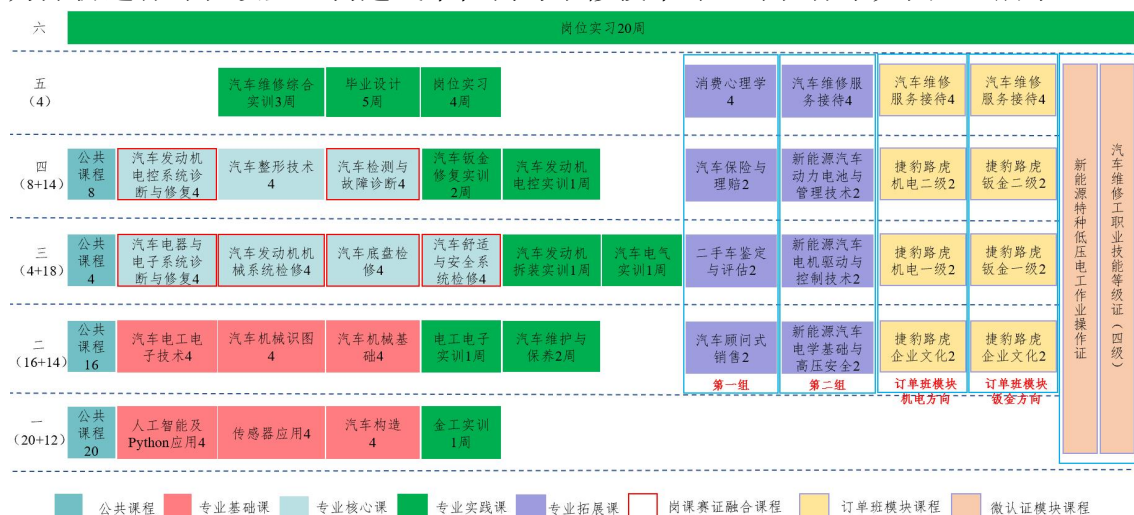 六
岗位实习20周
五
(4)
汽车维修综合
实训3周
毕业设计
5周
岗位实习
4周
消费心理学
4
汽车维修服
务接待4
汽车维修
服务接待4
汽车维修
服务接待4
四
(8+14)
公共
课程
8
汽车发动机
电控系统诊
断与修复4
汽车整形技术
4
汽车检测与
故障诊断4
汽车钣金
修复实训
2周
汽车发动机
电控实训1周
汽车保险与
理赔2
新能源汽车
动力电池与
管理技术2
捷豹路虎
机电二级2
捷豹路虎
钣金二级2
三
(4+18)
公共
课程
4
汽车电器与
电子系统诊
断与修复4
汽车发动机机
械系统检修4
汽车底盘检
修4
汽车舒适
与安全系
统检修4
汽车发动机
拆装实训1周
汽车电气
实训1周
二手车鉴定
与评估2
新能源汽车
电机驱动与
控制技术2
捷豹路虎
机电一级2
捷豹路虎
钣金一级2
二
(16+14)
公共
课程
16
汽车电工电
子技术4
汽车机械识图
4
汽车机械基
础4
电工电子
实训1周
汽车维护与
保养2周
汽车顾问式
销售2
新能源汽车
电学基础与
高压安全2
捷豹路虎
企业文化2
捷豹路虎
企业文化2
第一组
第二组
订单班模块
机电方向
订单班模块
钣金方向
一
(20+12)
公共
课程
20
人工智能及
Python应用4
传感器应用4
汽车构造
4
金工实训
1周
新能源特种低压电工作业操作证
汽车维修工职业技能等级证（四级）
公共课程
专业基础课
专业核心课
专业实践课
专业拓展课
岗课赛证融合课程
订单班模块课程
微认证模块课程